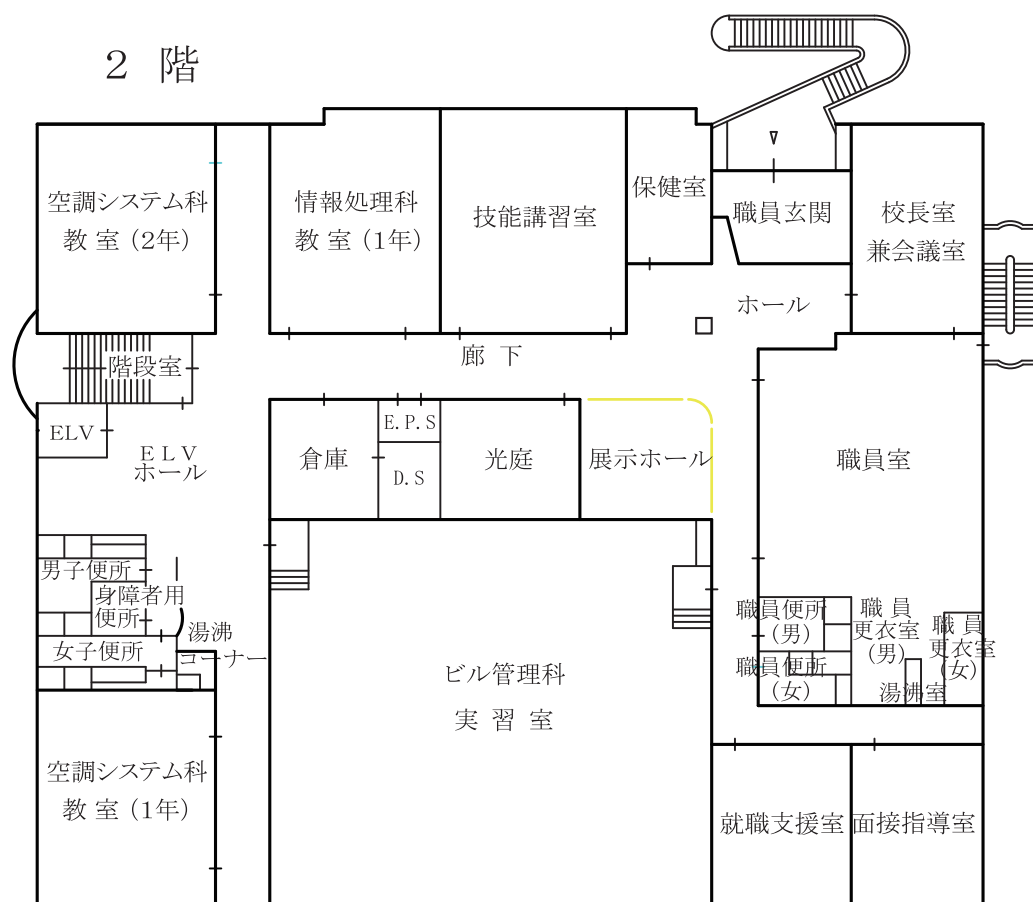 ２ 階
空調システム科
教 室 (2年)
情報処理科
教 室 (1年)
技能講習室
保健室
職員玄関
校長室
兼会議室
ホール
階段室
廊 下
ELV
ＥＬＶ
ホール
倉庫
E.P.S
D.S
光庭
展示ホール
職員室
男子便所
身障者用
便所
女子便所
湯沸
コーナー
職員便所
(男)
職員便所
(女)
職 員
更衣室
(男)
職 員
更衣室
(女)
湯沸室
ビル管理科
実 習 室
空調システム科
教 室 (1年)
就職支援室
面接指導室